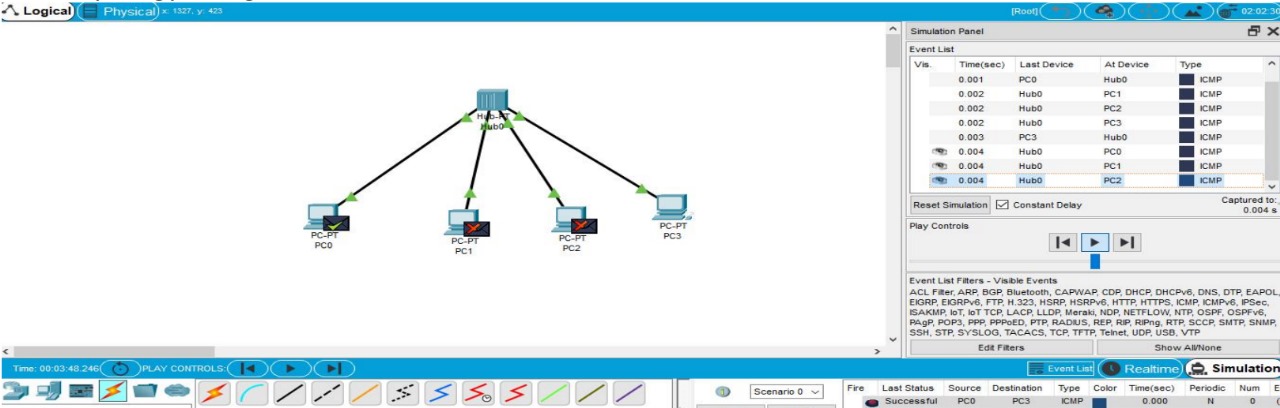 Logical Physical x: 1327, y: 423 [Root] 02:02:30
Simulation Panel
Event List
Vis. Time(sec) Last Device At Device Type
0.001 PC0 Hub0 ICMP
0.002 Hub0 PC1 ICMP
0.002 Hub0 PC2 ICMP
0.002 Hub0 PC3 ICMP
0.003 PC3 Hub0 ICMP
0.004 Hub0 PC0 ICMP
0.004 Hub0 PC1 ICMP
0.004 Hub0 PC2 ICMP
Reset Simulation Constant Delay Captured to:
0.004 s
Play Controls
Hub-PT
Hub0
PC-PT
PC0
PC-PT
PC1
PC-PT
PC2
PC-PT
PC3
Event List Filters - Visible Events
ACL Filter, ARP, BGP, Bluetooth, CAPWAP, CDP, DHCP, DHCPv6, DNS, DTP, EAPOL,
EIGRP, EIGRPv6, FTP, H.323, HSRP, HSRPv6, HTTP, HTTPS, ICMP, ICMPv6, IPSec,
ISAKMP, IoT, IoT TCP, LACP, LLDP, Meraki, NDP, NETFLOW, NTP, OSPF, OSPFv6,
PAgP, POP3, PPP, PPPoED, PTP, RADIUS, REP, RIP, RIPng, RTP, SCCP, SMTP, SNMP,
SSH, STP, SYSLOG, TACACS, TCP, TFTP, Telnet, UDP, USB, VTP
Edit Filters Show All/None
Time: 00:03:48.246 PLAY CONTROLS: Event List Realtime Simulation
Scenario 0 Fire Last Status Source Destination Type Color Time(sec) Periodic Num E
Successful PC0 PC3 ICMP 0.000 N 0